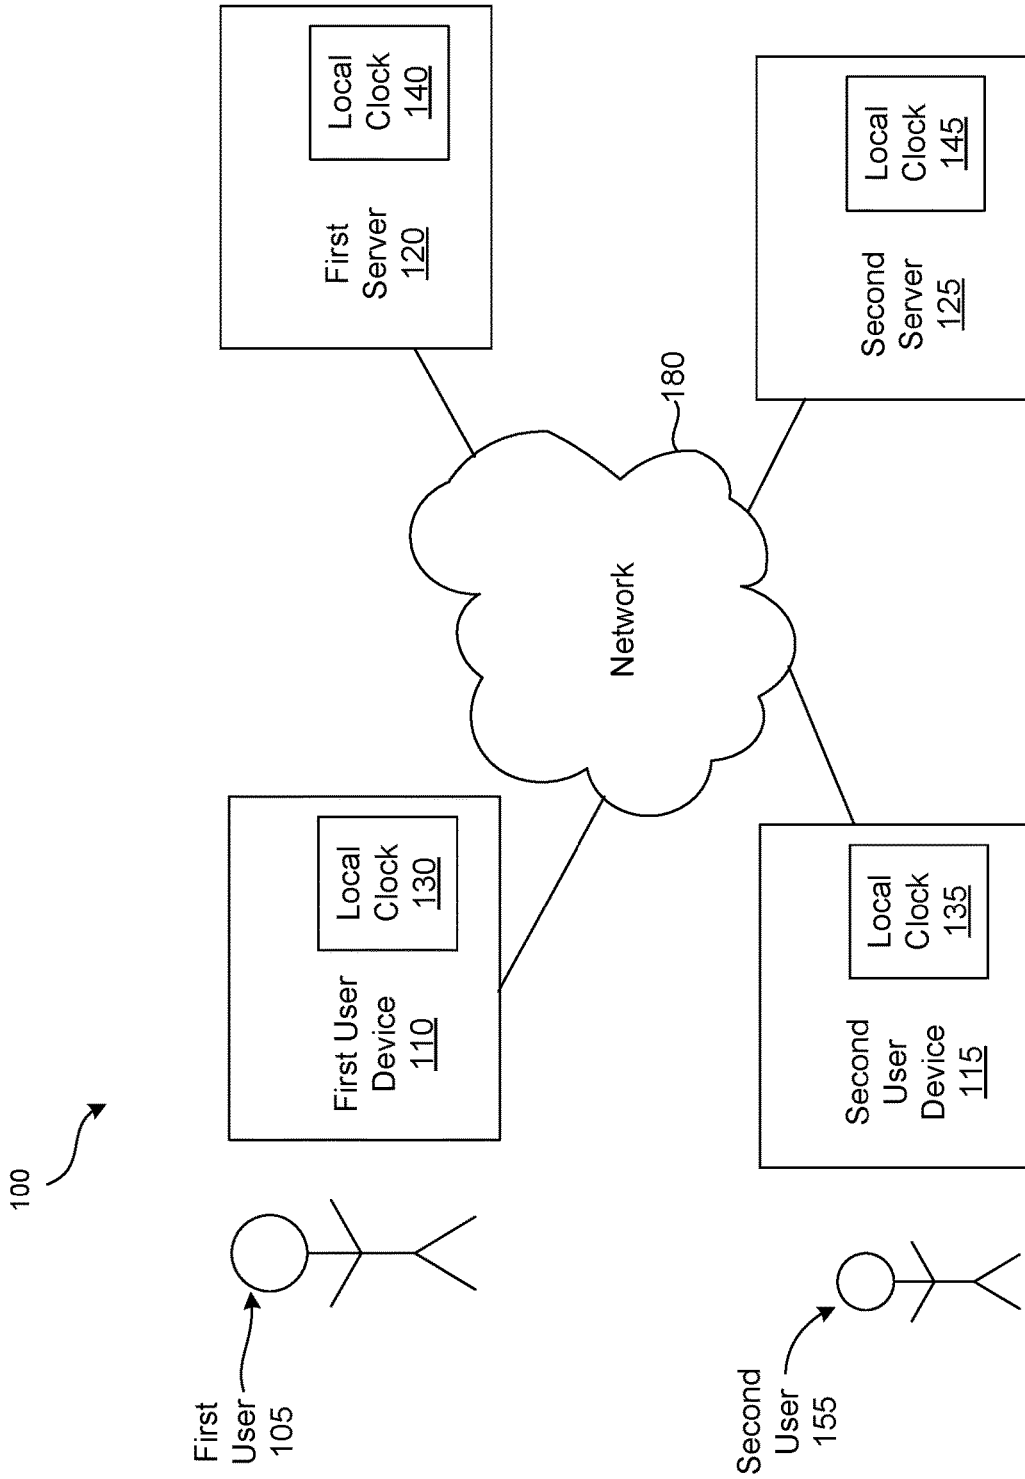 100
First
User
105
First User
Device
110
Local
Clock
130
First
Server
120
Local
Clock
140
Network
180
Second
User
155
Second
User
Device
115
Local
Clock
135
Second
Server
125
Local
Clock
145